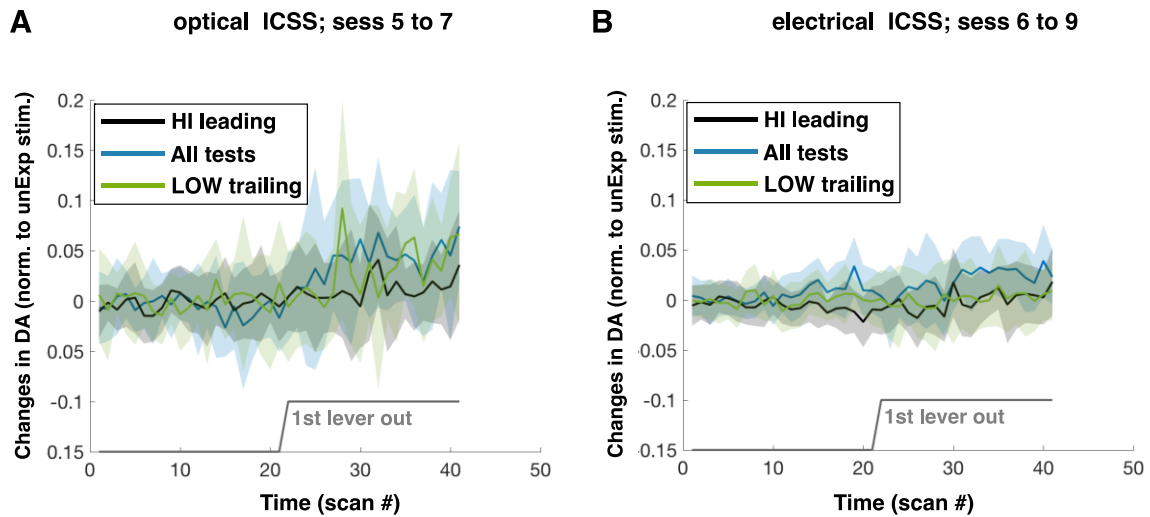 A
optical ICSS; sess 5 to 7
Changes in DA (norm. to unExp stim.)
0.2
0.15
0.1
0.05
0
0.05
-0.1
0.15
HI leading
All tests
LOW trailing
1st lever out
0 10 20 30 40 50
Time (scan #)
B
electrical ICSS; sess 6 to 9
Changes in DA (norm. to unExp stim.)
0.2
0.15
0.1
0.05
0
0.05
-0.1
0.15
HI leading
All tests
LOW trailing
1st lever out
0 10 20 30 40 50
Time (scan #)